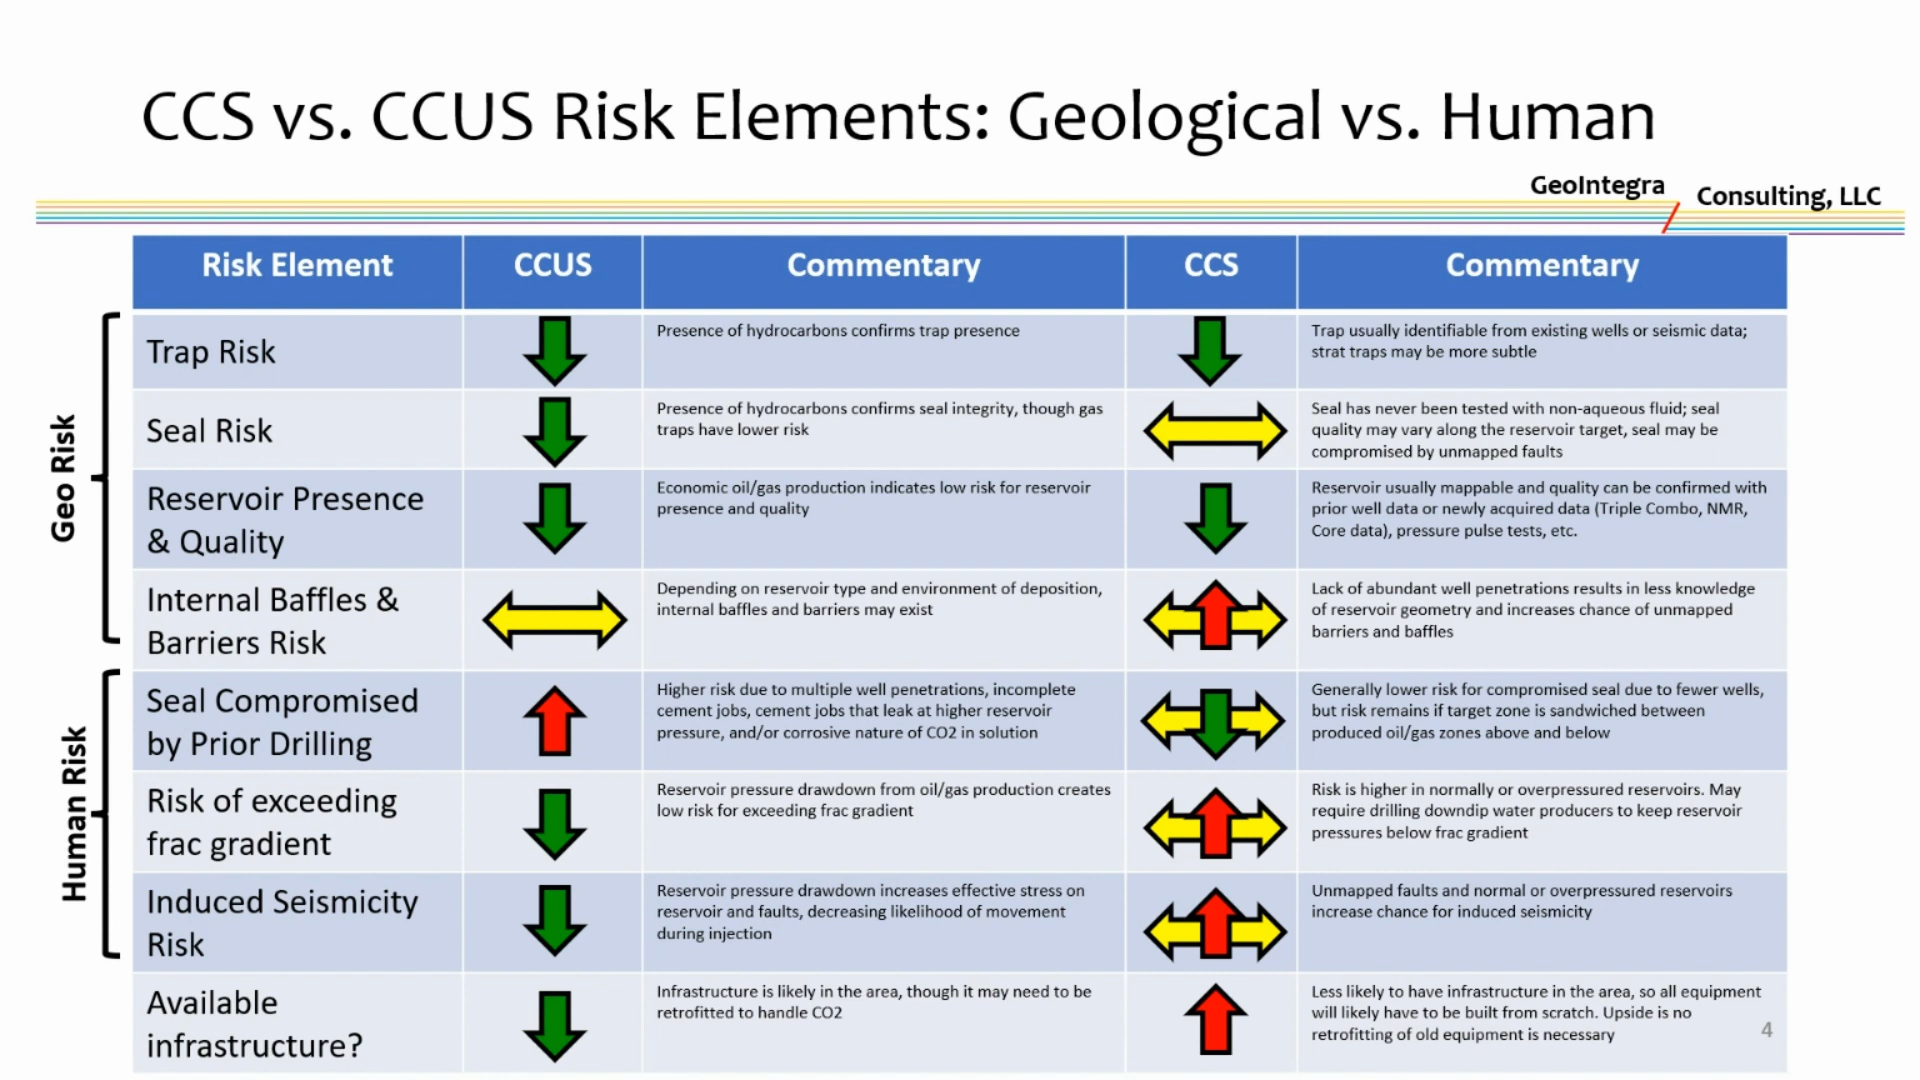 CCS vs. CCUS Risk Elements: Geological vs. Human
GeoIntegra
Consulting, LLC
Risk Element
CCUS
Commentary
CCS
Commentary
Geo Risk
Trap Risk
Presence of hydrocarbons confirms trap presence
Trap usually identifiable from existing wells or seismic data;
strat traps may be more subtle
Seal Risk
Presence of hydrocarbons confirms seal integrity, though gas
traps have lower risk
Seal has never been tested with non-aqueous fluid; seal
quality may vary along the reservoir target, seal may be
compromised by unmapped faults
Reservoir Presence
& Quality
Economic oil/gas production indicates low risk for reservoir
presence and quality
Reservoir usually mappable and quality can be confirmed with
prior well data or newly acquired data (Triple Combo, NMR,
Core data), pressure pulse tests, etc.
Internal Baffles &
Barriers Risk
Depending on reservoir type and environment of deposition,
internal baffles and barriers may exist
Lack of abundant well penetrations results in less knowledge
of reservoir geometry and increases chance of unmapped
barriers and baffles
Human Risk
Seal Compromised
by Prior Drilling
Higher risk due to multiple well penetrations, incomplete
cement jobs, cement jobs that leak at higher reservoir
pressure, and/or corrosive nature of CO2 in solution
Generally lower risk for compromised seal due to fewer wells,
but risk remains if target zone is sandwiched between
produced oil/gas zones above and below
Risk of exceeding
frac gradient
Reservoir pressure drawdown from oil/gas production creates
low risk for exceeding frac gradient
Risk is higher in normally or overpressured reservoirs. May
require drilling downdip water producers to keep reservoir
pressures below frac gradient
Induced Seismicity
Risk
Reservoir pressure drawdown increases effective stress on
reservoir and faults, decreasing likelihood of movement
during injection
Unmapped faults and normal or overpressured reservoirs
increase chance for induced seismicity
Available
infrastructure?
Infrastructure is likely in the area, though it may need to be
retrofitted to handle CO2
Less likely to have infrastructure in the area, so all equipment
will likely have to be built from scratch. Upside is no
retrofitting of old equipment is necessary
4